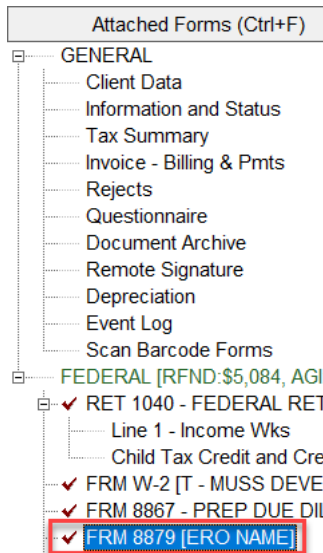 Attached Forms (Ctrl+F)
GENERAL
Client Data
Information and Status
Tax Summary
Invoice - Billing & Pmts
Rejects
Questionnaire
Document Archive
Remote Signature
Depreciation
Event Log
Scan Barcode Forms
FEDERAL [RFND:$5,084, AGI
RET 1040 - FEDERAL RET
Line 1 - Income Wks
Child Tax Credit and Cre
FRM W-2 [T - MUSS DEVE
FRM 8867 - PREP DUE DIL
FRM 8879 [ERO NAME]